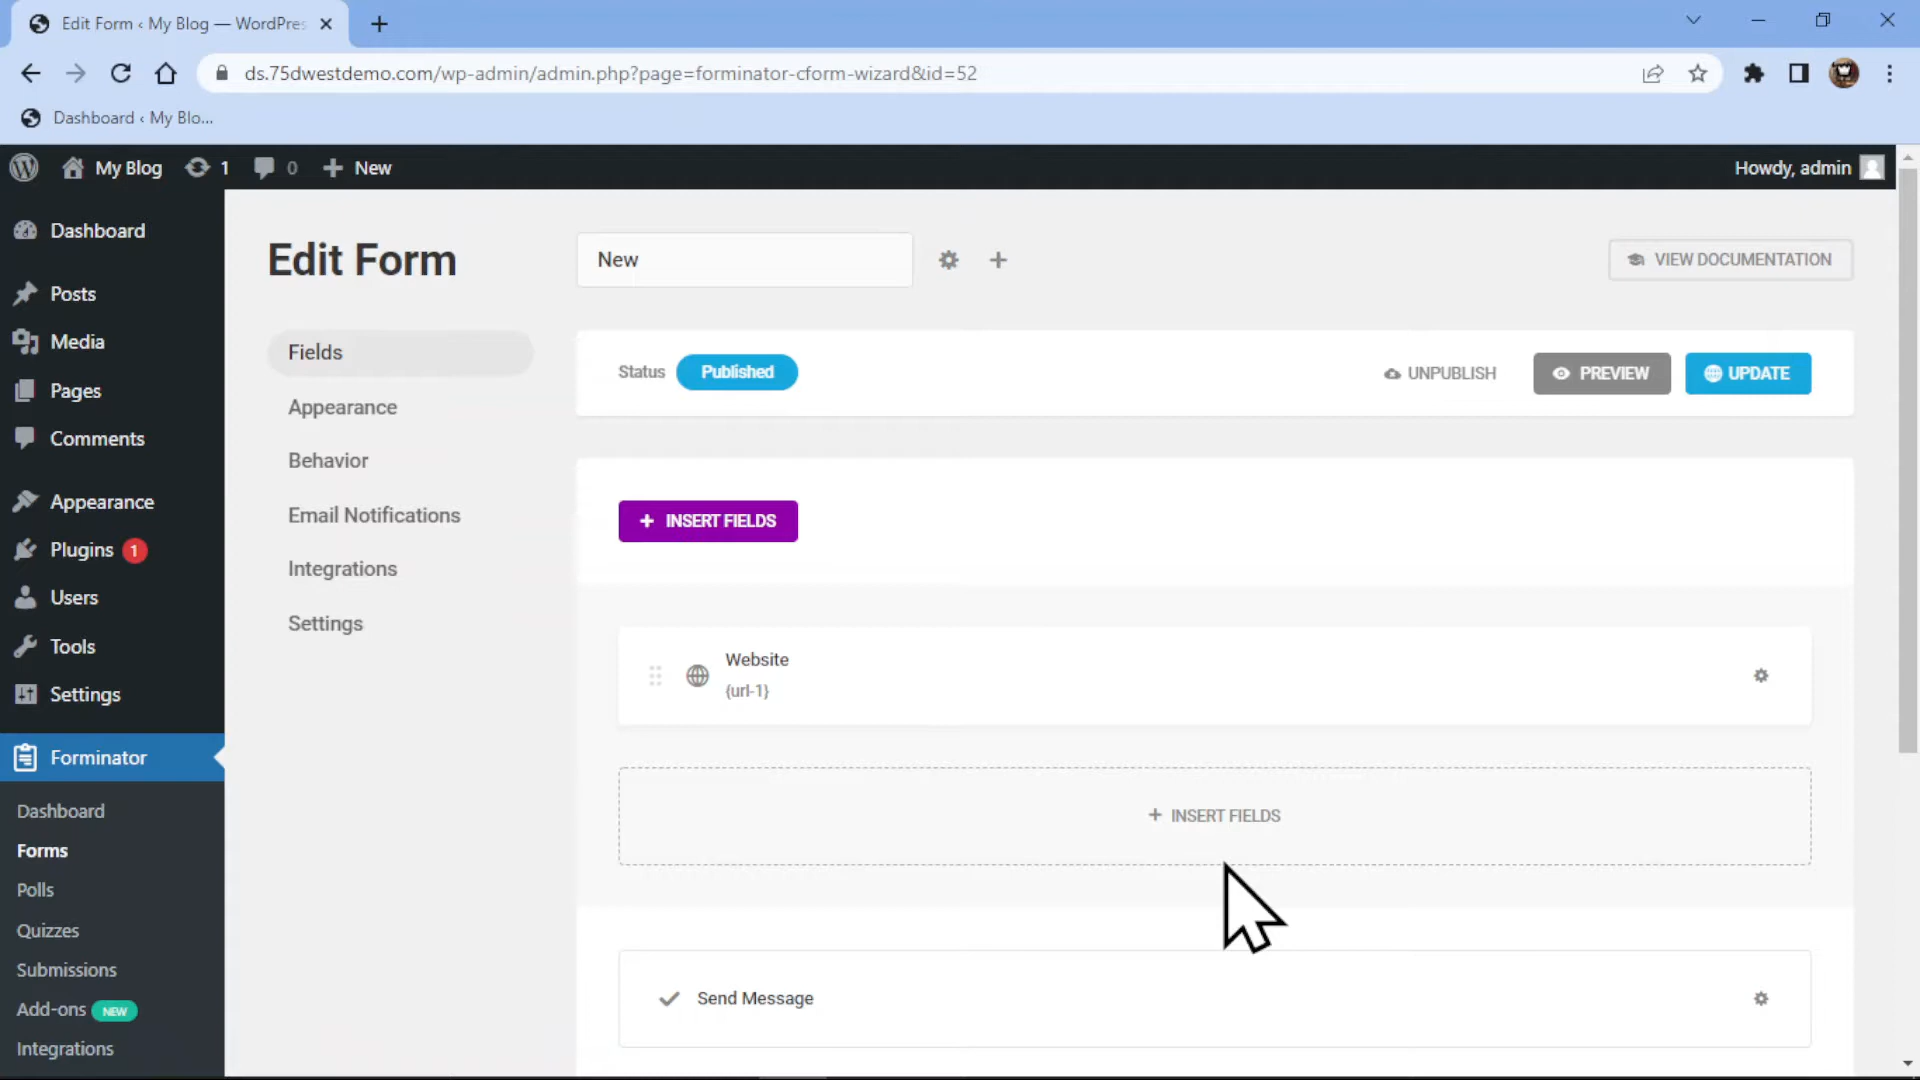 Edit Form ‹ My Blog — WordPres
ds.75dwestdemo.com/wp-admin/admin.php?page=forminator-cform-wizard&id=52
Dashboard ‹ My Blo...
My Blog 1 0 New Howdy, admin
Dashboard
Posts
Media
Pages
Comments
Appearance
Plugins 1
Users
Tools
Settings
Forminator
Dashboard
Forms
Polls
Quizzes
Submissions
Add-ons NEW
Integrations
Edit Form
New
VIEW DOCUMENTATION
Fields
Appearance
Behavior
Email Notifications
Integrations
Settings
Status Published UNPUBLISH PREVIEW UPDATE
+ INSERT FIELDS
Website
{url-1}
+ INSERT FIELDS
Send Message